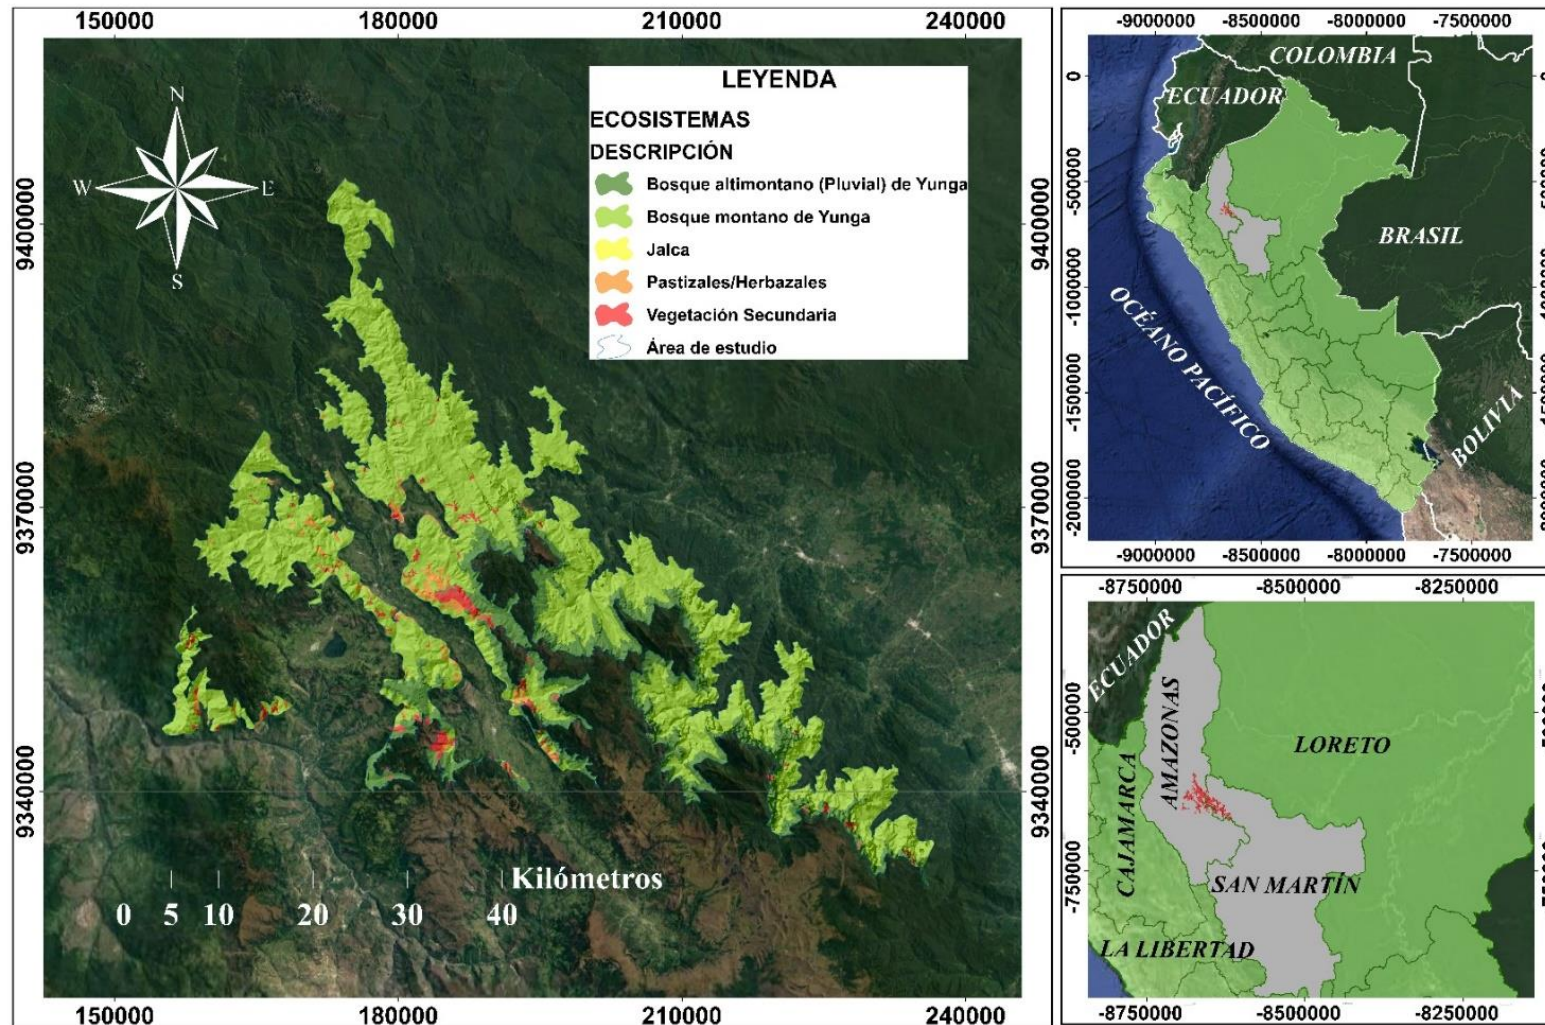 150000 180000 210000 240000
LEYENDA
ECOSISTEMAS
DESCRIPCIÓN
Bosque altimontano (Pluvial) de Yunga
Bosque montano de Yunga
Jalca
Pastizales/Herbazales
Vegetación Secundaria
Área de estudio
N
W E
S
9400000 9400000
9370000 9370000
9340000 9340000
Kilómetros
0 5 10 20 30 40
150000 180000 210000 240000
-9000000 -8500000 -8000000 -7500000
COLOMBIA
ECUADOR
BRASIL
OCÉANO PACÍFICO
BOLIVIA
0
-500000
-1000000
-1500000
-2000000
-9000000 -8500000 -8000000 -7500000
-8750000 -8500000 -8250000
ECUADOR
AMAZONAS
LORETO
CAJAMARCA
SAN MARTÍN
LA LIBERTAD
-500000
-750000
-8750000 -8500000 -8250000